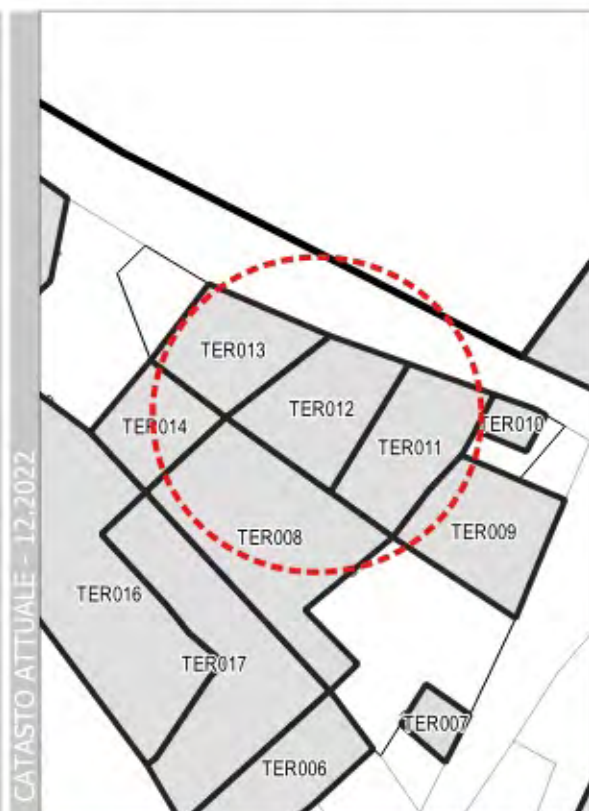 CATASTO ATTUALE - 12.2022
TER013
TER012
TER014
TER011
TER010
TER009
TER008
TER016
TER017
TER007
TER006